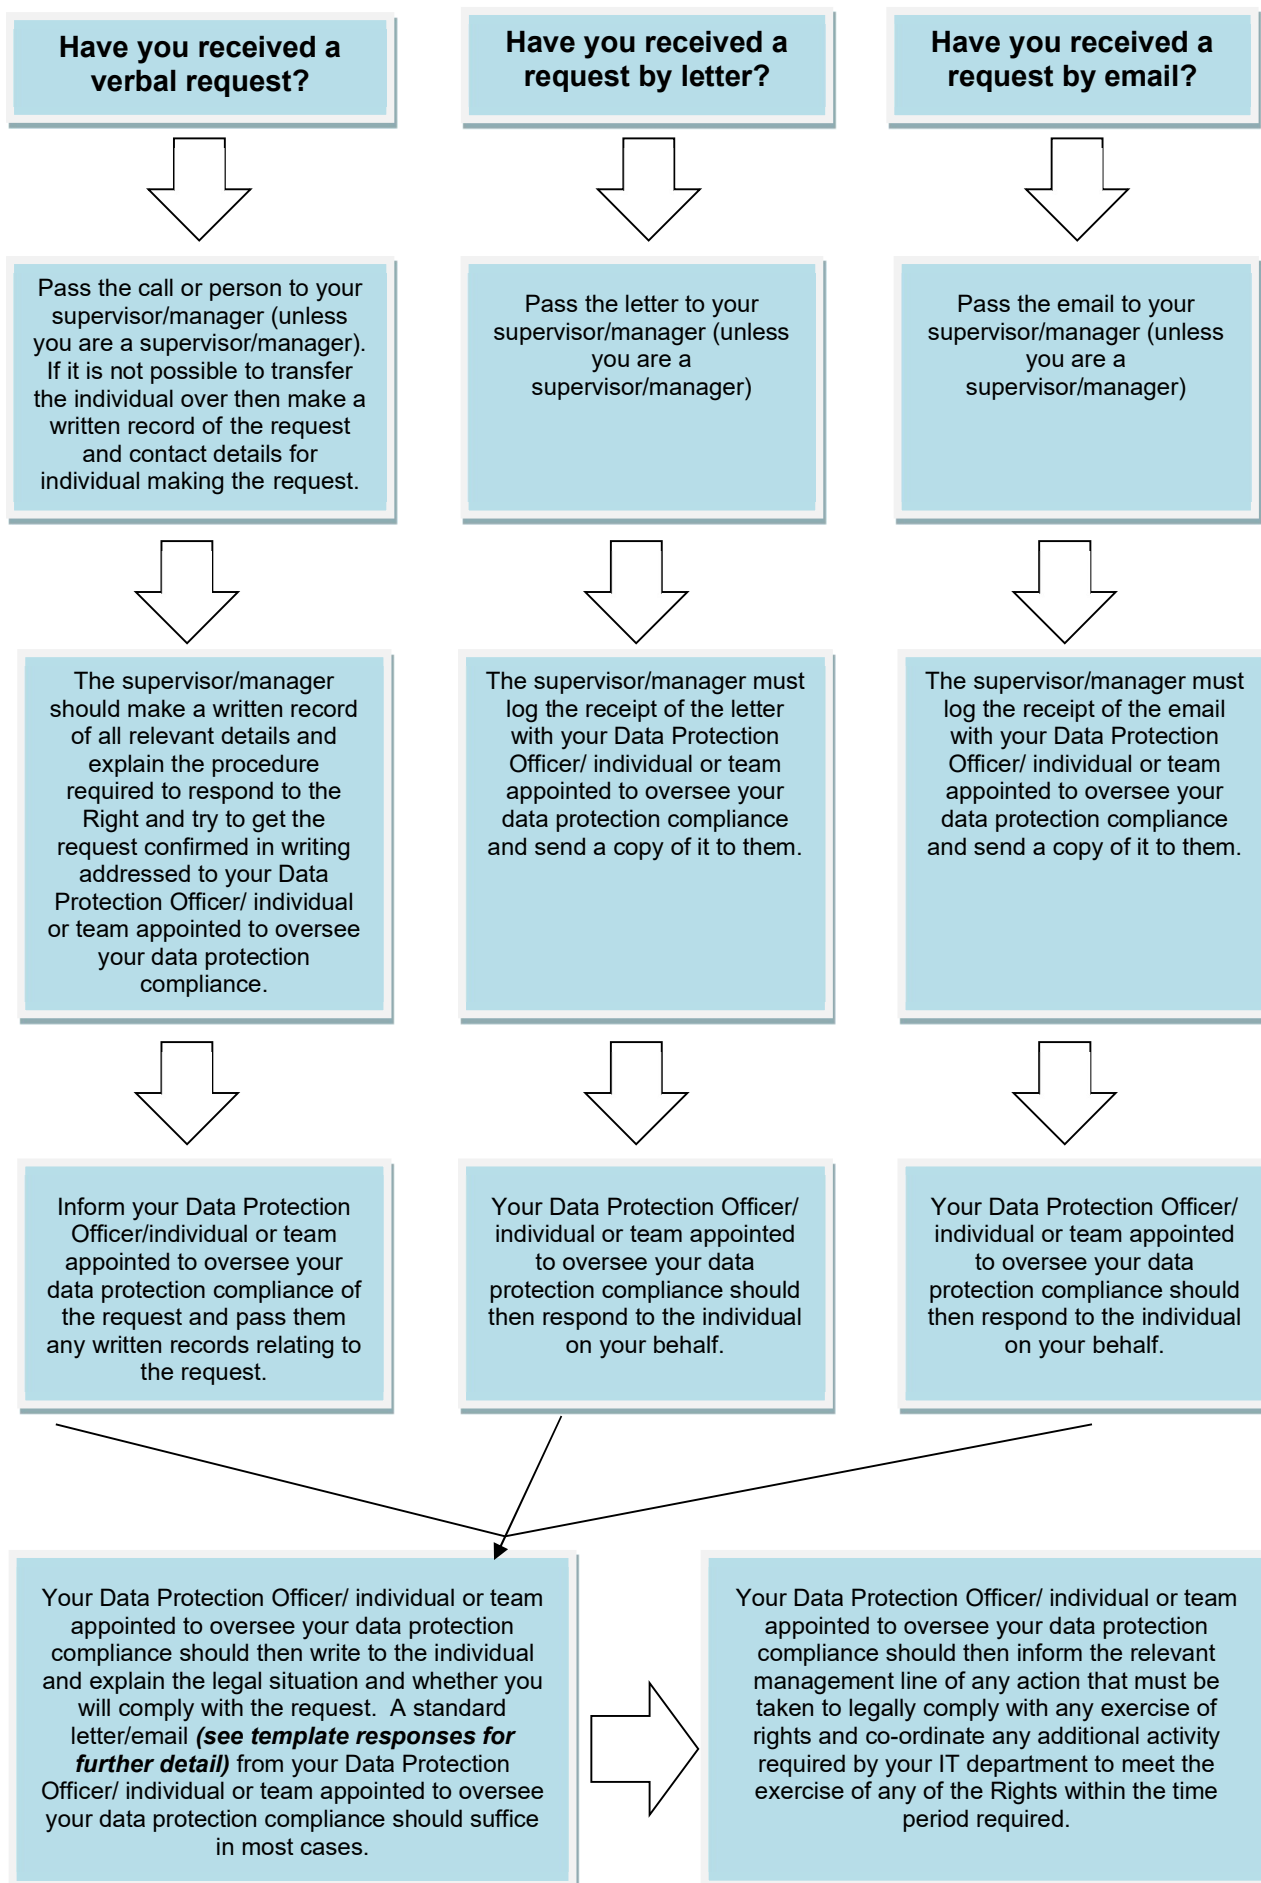 Have you received a
verbal request?
Have you received a
request by letter?
Have you received a
request by email?
Pass the call or person to your
supervisor/manager (unless
you are a supervisor/manager).
If it is not possible to transfer
the individual over then make a
written record of the request
and contact details for
individual making the request.
Pass the letter to your
supervisor/manager (unless
you are a
supervisor/manager)
Pass the email to your
supervisor/manager (unless
you are a
supervisor/manager)
The supervisor/manager
should make a written record
of all relevant details and
explain the procedure
required to respond to the
Right and try to get the
request confirmed in writing
addressed to your Data
Protection Officer/ individual
or team appointed to oversee
your data protection
compliance.
The supervisor/manager must
log the receipt of the letter
with your Data Protection
Officer/ individual or team
appointed to oversee your
data protection compliance
and send a copy of it to them.
The supervisor/manager must
log the receipt of the email
with your Data Protection
Officer/ individual or team
appointed to oversee your
data protection compliance
and send a copy of it to them.
Inform your Data Protection
Officer/individual or team
appointed to oversee your
data protection compliance of
the request and pass them
any written records relating to
the request.
Your Data Protection Officer/
individual or team appointed
to oversee your data
protection compliance should
then respond to the individual
on your behalf.
Your Data Protection Officer/
individual or team appointed
to oversee your data
protection compliance should
then respond to the individual
on your behalf.
Your Data Protection Officer/ individual or team
appointed to oversee your data protection
compliance should then write to the individual
and explain the legal situation and whether you
will comply with the request.  A standard
letter/email (see template responses for
further detail) from your Data Protection
Officer/ individual or team appointed to oversee
your data protection compliance should suffice
in most cases.
Your Data Protection Officer/ individual or team
appointed to oversee your data protection
compliance should then inform the relevant
management line of any action that must be
taken to legally comply with any exercise of
rights and co-ordinate any additional activity
required by your IT department to meet the
exercise of any of the Rights within the time
period required.